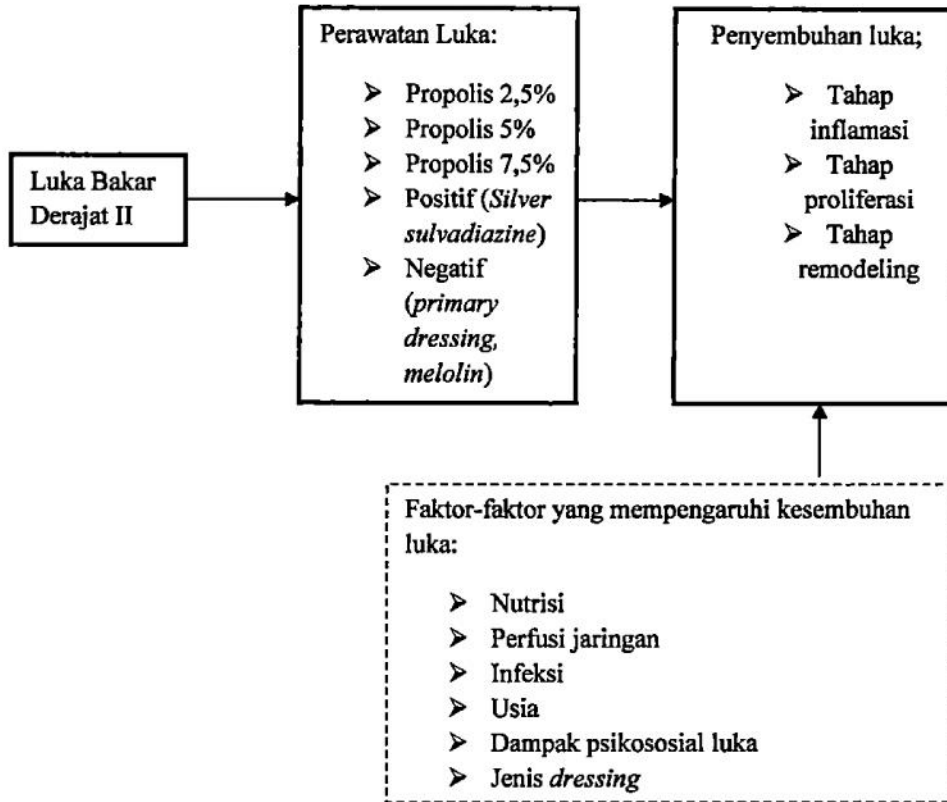 Luka Bakar
Derajat II
Perawatan Luka:
➢ Propolis 2,5%
➢ Propolis 5%
➢ Propolis 7,5%
➢ Positif (Silver
sulvadiazine)
➢ Negatif
(primary
dressing,
melolin)
Penyembuhan luka;
➢ Tahap
inflamasi
➢ Tahap
proliferasi
➢ Tahap
remodeling
Faktor-faktor yang mempengaruhi kesembuhan
luka:
➢ Nutrisi
➢ Perfusi jaringan
➢ Infeksi
➢ Usia
➢ Dampak psikososial luka
➢ Jenis dressing